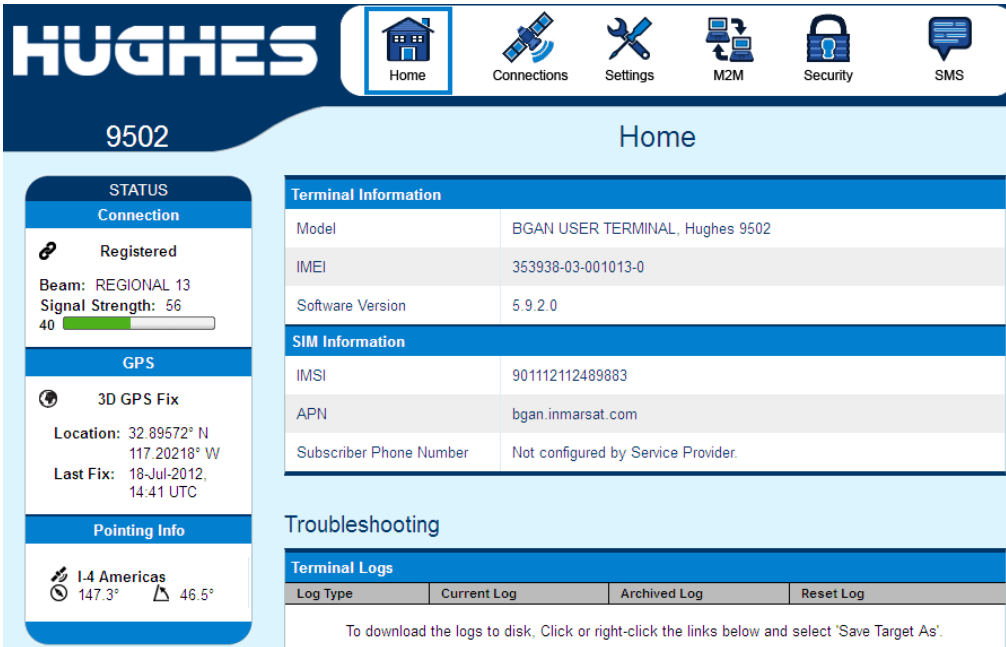 HUGHES
Home
Connections
Settings
M2M
Security
SMS
9502
Home
STATUS
Connection
Registered
Beam: REGIONAL 13
Signal Strength: 56
40
GPS
3D GPS Fix
Location: 32.89572° N
117.20218° W
Last Fix: 18-Jul-2012,
14:41 UTC
Pointing Info
I-4 Americas
147.3° 46.5°
Terminal Information
Model BGAN USER TERMINAL, Hughes 9502
IMEI 353938-03-001013-0
Software Version 5.9.2.0
SIM Information
IMSI 901112112489883
APN bgan.inmarsat.com
Subscriber Phone Number Not configured by Service Provider.
Troubleshooting
Terminal Logs
Log Type Current Log Archived Log Reset Log
To download the logs to disk, Click or right-click the links below and select 'Save Target As'.